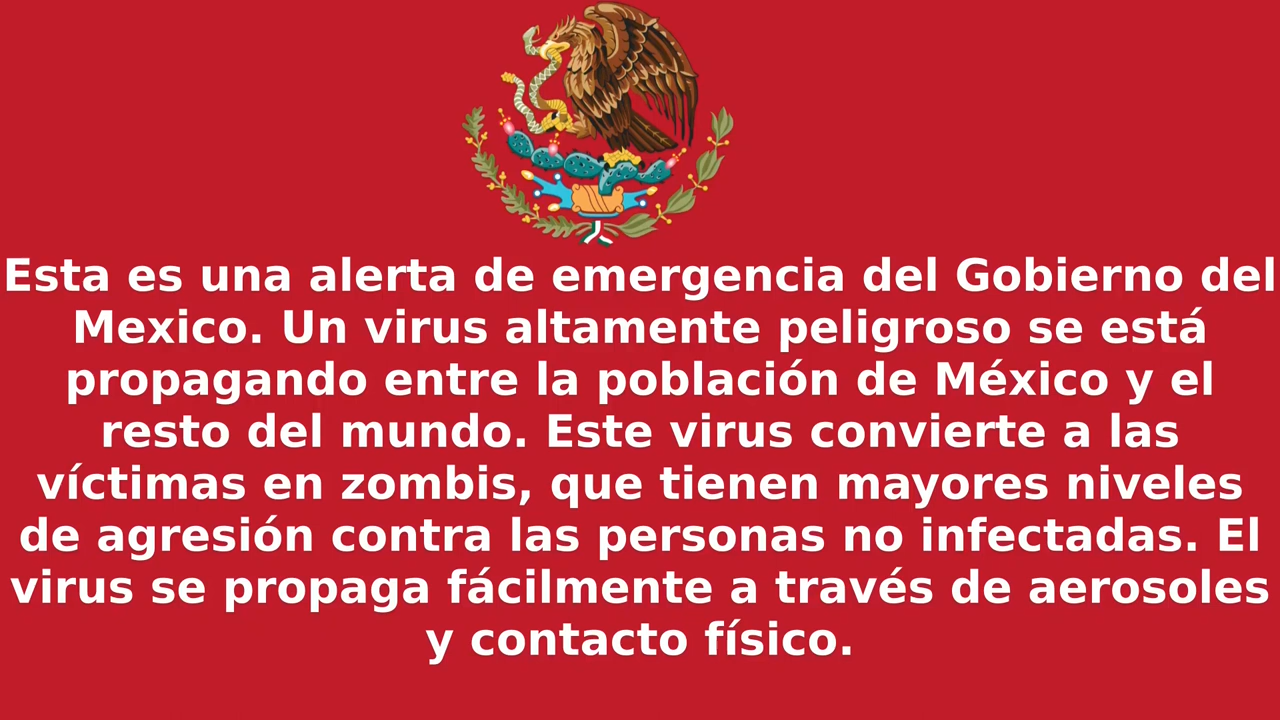 Esta es una alerta de emergencia del Gobierno del
Mexico. Un virus altamente peligroso se está
propagando entre la población de México y el
resto del mundo. Este virus convierte a las
víctimas en zombis, que tienen mayores niveles
de agresión contra las personas no infectadas. El
virus se propaga fácilmente a través de aerosoles
y contacto físico.